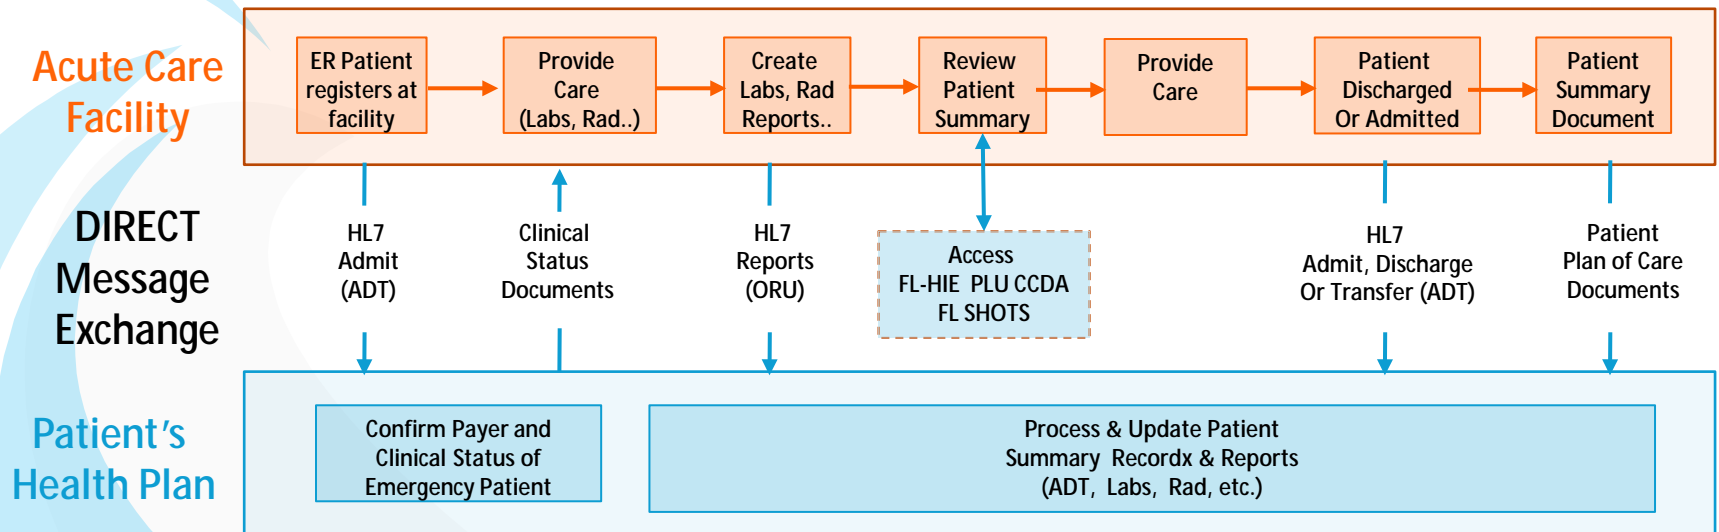 Acute Care
Facility
ER Patient
registers at
facility
Provide
Care
(Labs, Rad..)
Create
Labs, Rad
Reports..
Review
Patient
Summary
Provide
Care
Patient
Discharged
Or Admitted
Patient
Summary
Document
DIRECT
Message
Exchange
HL7
Admit
(ADT)
Clinical
Status
Documents
HL7
Reports
(ORU)
Access
FL-HIE PLU CCDA
FL SHOTS
HL7
Admit, Discharge
Or Transfer (ADT)
Patient
Plan of Care
Documents
Patient's
Health Plan
Confirm Payer and
Clinical Status of
Emergency Patient
Process & Update Patient
Summary Recordx & Reports
(ADT, Labs, Rad, etc.)